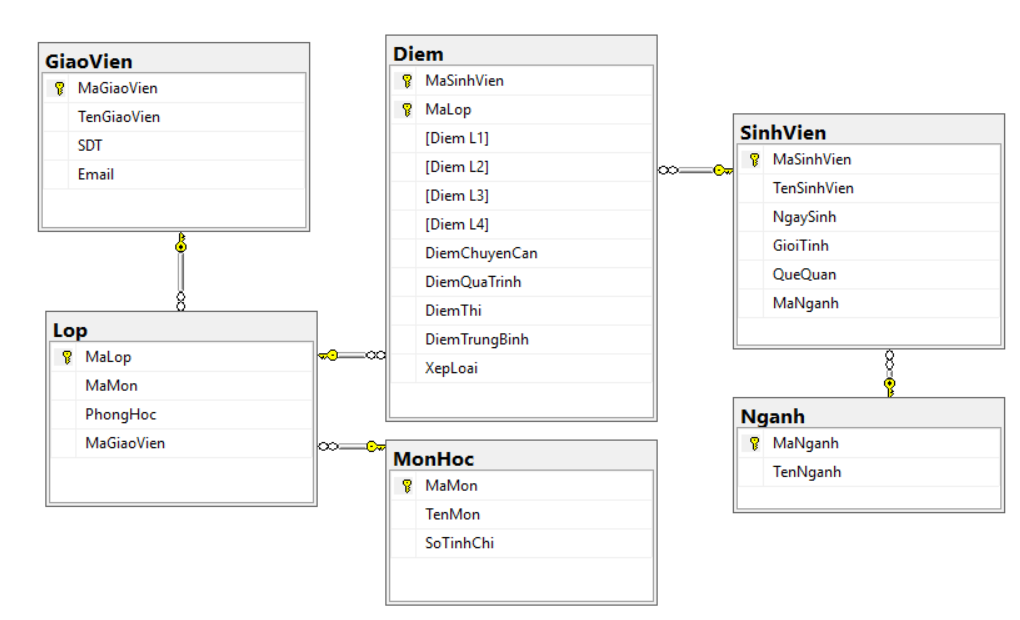 GiaoVien
MaGiaoVien
TenGiaoVien
SDT
Email
Diem
MaSinhVien
MaLop
[Diem L1]
[Diem L2]
[Diem L3]
[Diem L4]
DiemChuyenCan
DiemQuaTrinh
DiemThi
DiemTrungBinh
XepLoai
SinhVien
MaSinhVien
TenSinhVien
NgaySinh
GioiTinh
QueQuan
MaNganh
Lop
MaLop
MaMon
PhongHoc
MaGiaoVien
MonHoc
MaMon
TenMon
SoTinhChi
Nganh
MaNganh
TenNganh